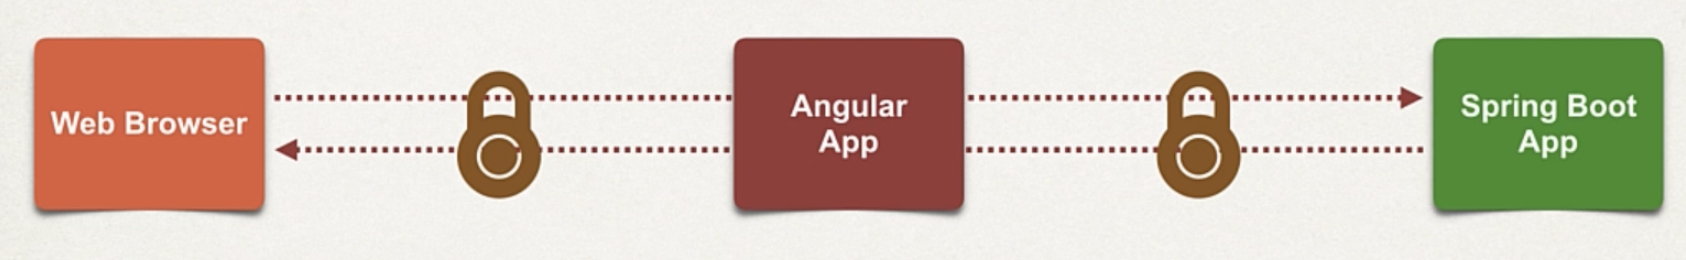 Web Browser
Angular
App
Spring Boot
App